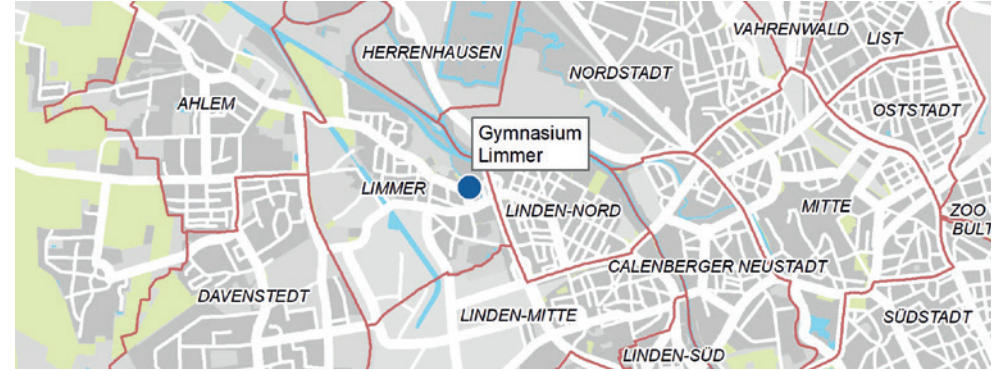 VAHRENWALD
LIST
HERRENHAUSEN
NORDSTADT
AHLEM
OSTSTADT
Gymnasium
Limmer
LIMMER
LINDEN-NORD
MITTE
ZOO
BULT
CALENBERGER NEUSTADT
DAVENSTEDT
LINDEN-MITTE
SÜDSTADT
LINDEN-SÜD